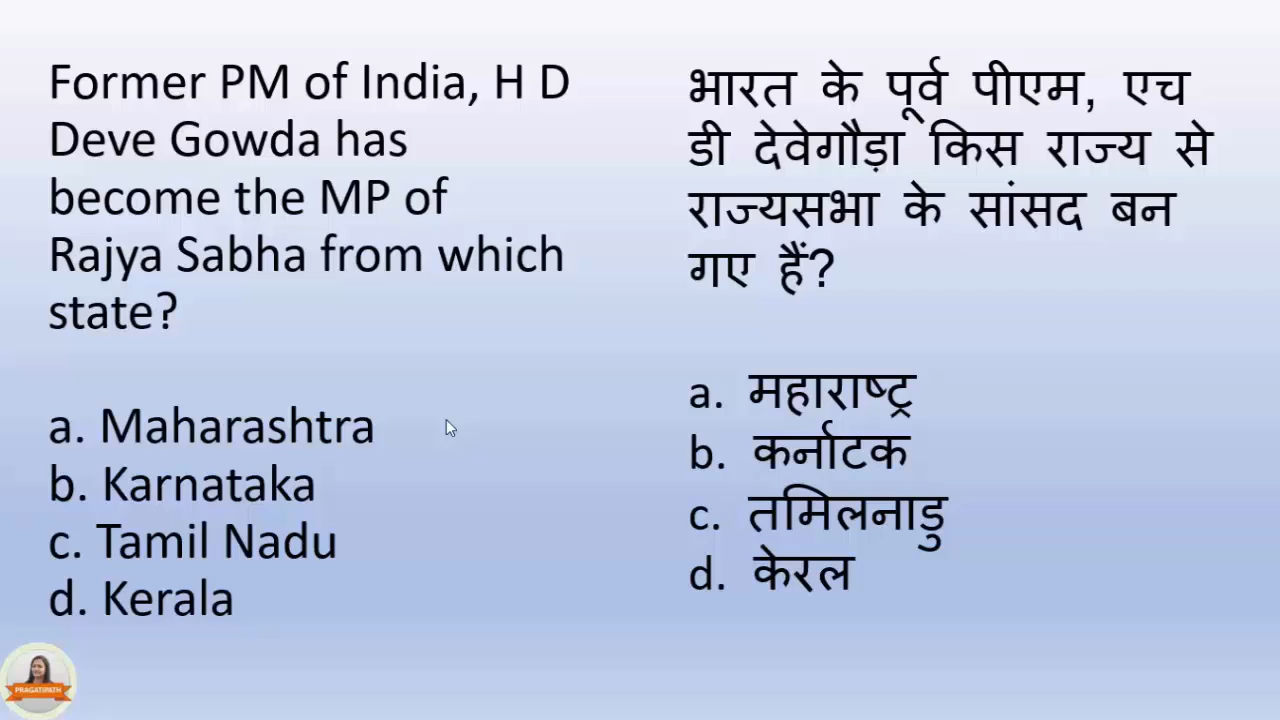 Former PM of India, H D
Deve Gowda has
become the MP of
Rajya Sabha from which
state?
a. Maharashtra
b. Karnataka
c. Tamil Nadu
d. Kerala
भारत के पूर्व पीएम, एच
डी देवेगौड़ा किस राज्य से
राज्यसभा के सांसद बन
गए हैं?
a. महाराष्ट्र
b. कर्नाटक
c. तमिलनाडु
d. केरल
PRAGATIPATH